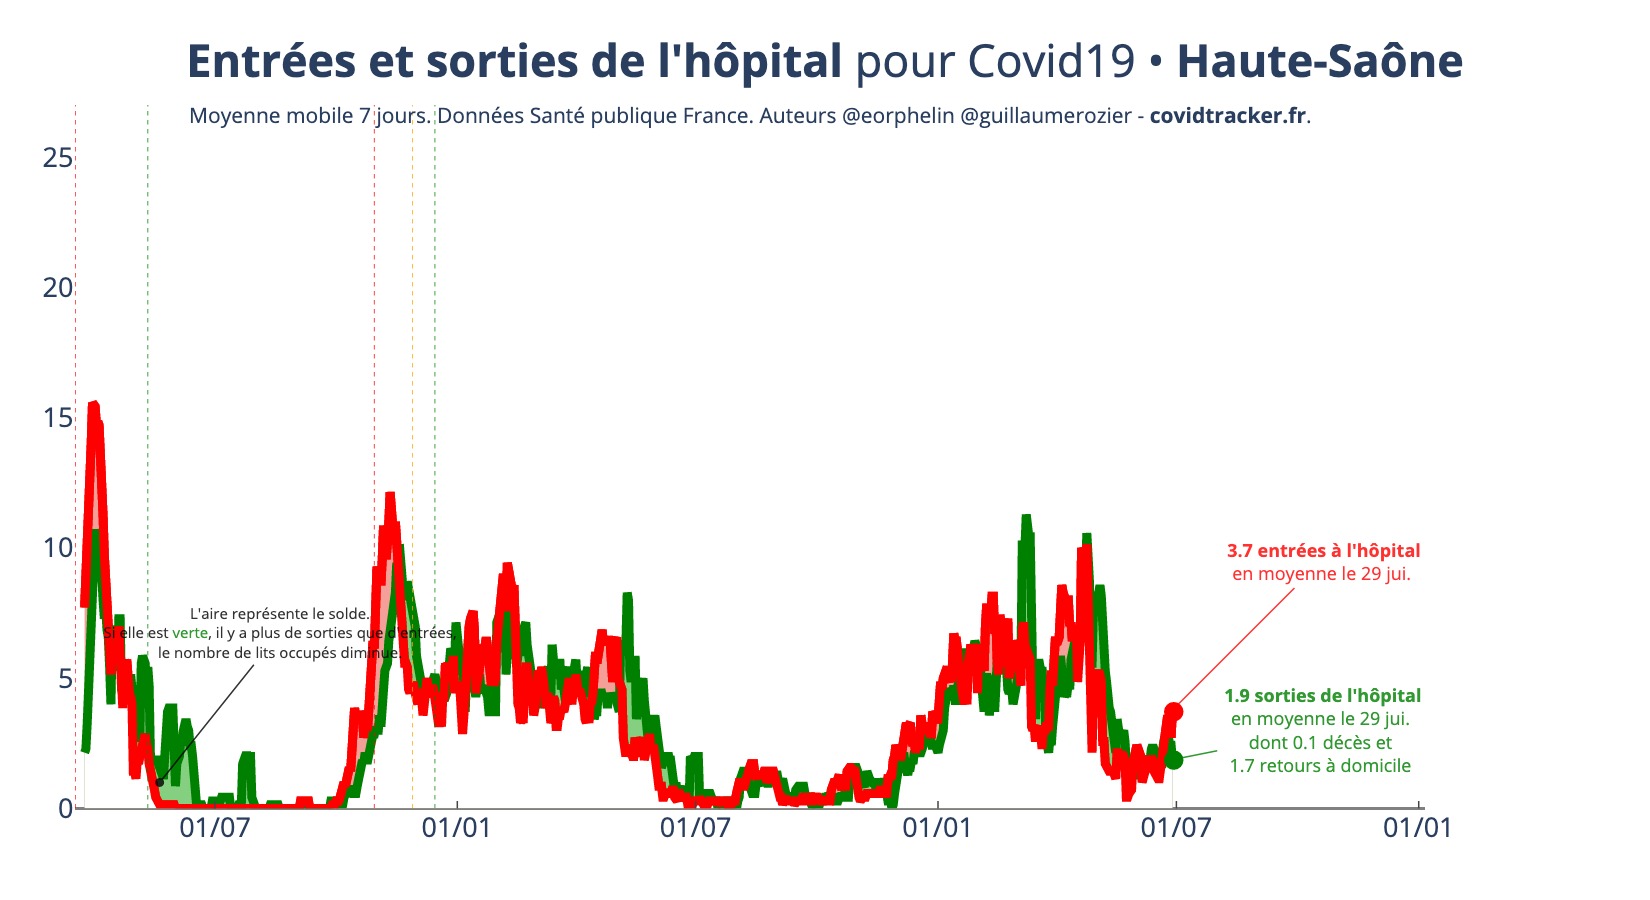 Entrées et sorties de l'hôpital pour Covid19 • Haute-Saône
Moyenne mobile 7 jours. Données Santé publique France. Auteurs @eorphelin @guillaumerozier - covidtracker.fr.
25
20
15
10
5
0
L'aire représente le solde.
Si elle est verte, il y a plus de sorties que d'entrées,
le nombre de lits occupés diminue.
3.7 entrées à l'hôpital
en moyenne le 29 jui.
1.9 sorties de l'hôpital
en moyenne le 29 jui.
dont 0.1 décès et
1.7 retours à domicile
01/07
01/01
01/07
01/01
01/07
01/01